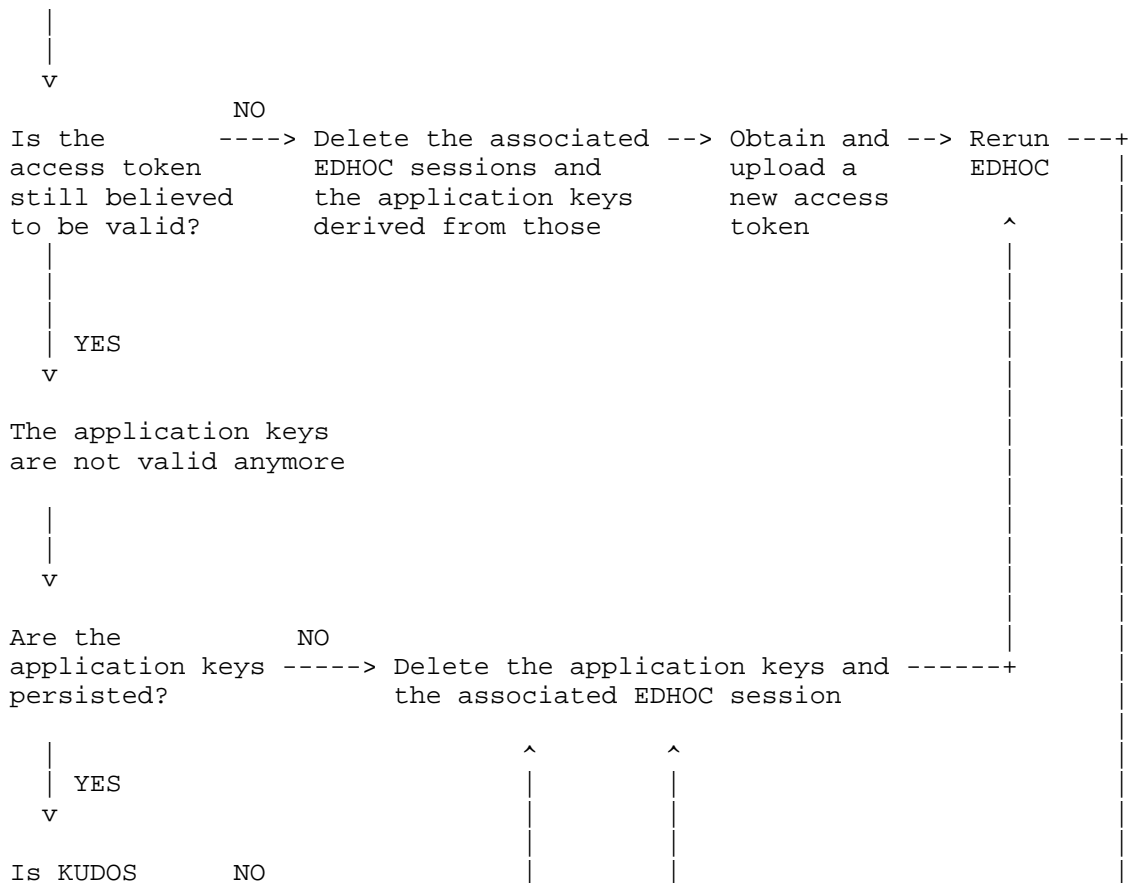 NO
Is the ----> Delete the associated --> Obtain and --> Rerun ---+
access token EDHOC sessions and upload a EDHOC |
still believed the application keys new access |
to be valid? derived from those token ^ |
| YES
v
The application keys
are not valid anymore
v
Are the NO
application keys -----> Delete the application keys and ------+
persisted? the associated EDHOC session
| YES
v
Is KUDOS NO